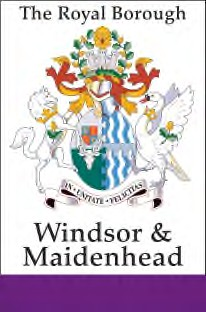 The Royal Borough
IN · UNITATE · FELICITAS
Windsor &
Maidenhead